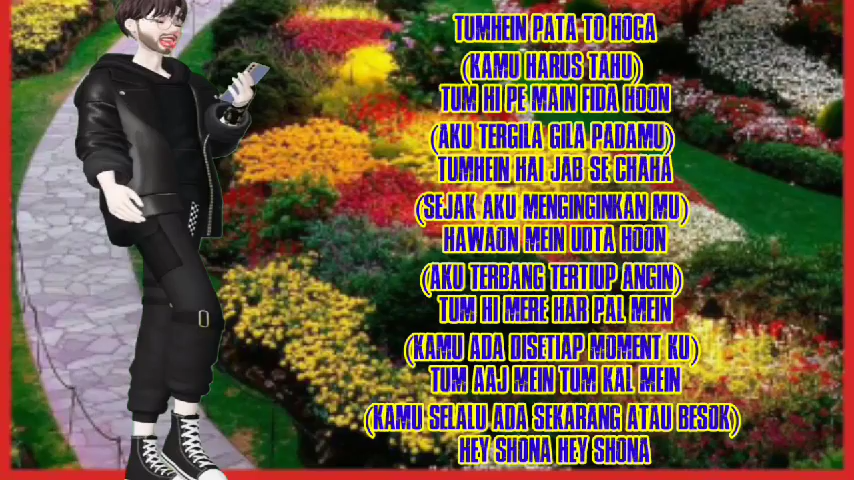 TUMHEIN PATA TO HOGA
(KAMU HARUS TAHU)
TUM HI PE MAIN FIDA HOON
(AKU TERGILA GILA PADAMU)
TUMHEIN HAI JAB SE CHAHA
(SEJAK AKU MENGINGINKAN MU)
HAWAON MEIN UDTA HOON
(AKU TERBANG TERTIUP ANGIN)
TUM HI MERE HAR PAL MEIN
(KAMU ADA DISETIAP MOMENT KU)
TUM AAJ MEIN TUM KAL MEIN
(KAMU SELALU ADA SEKARANG ATAU BESOK)
HEY SHONA HEY SHONA